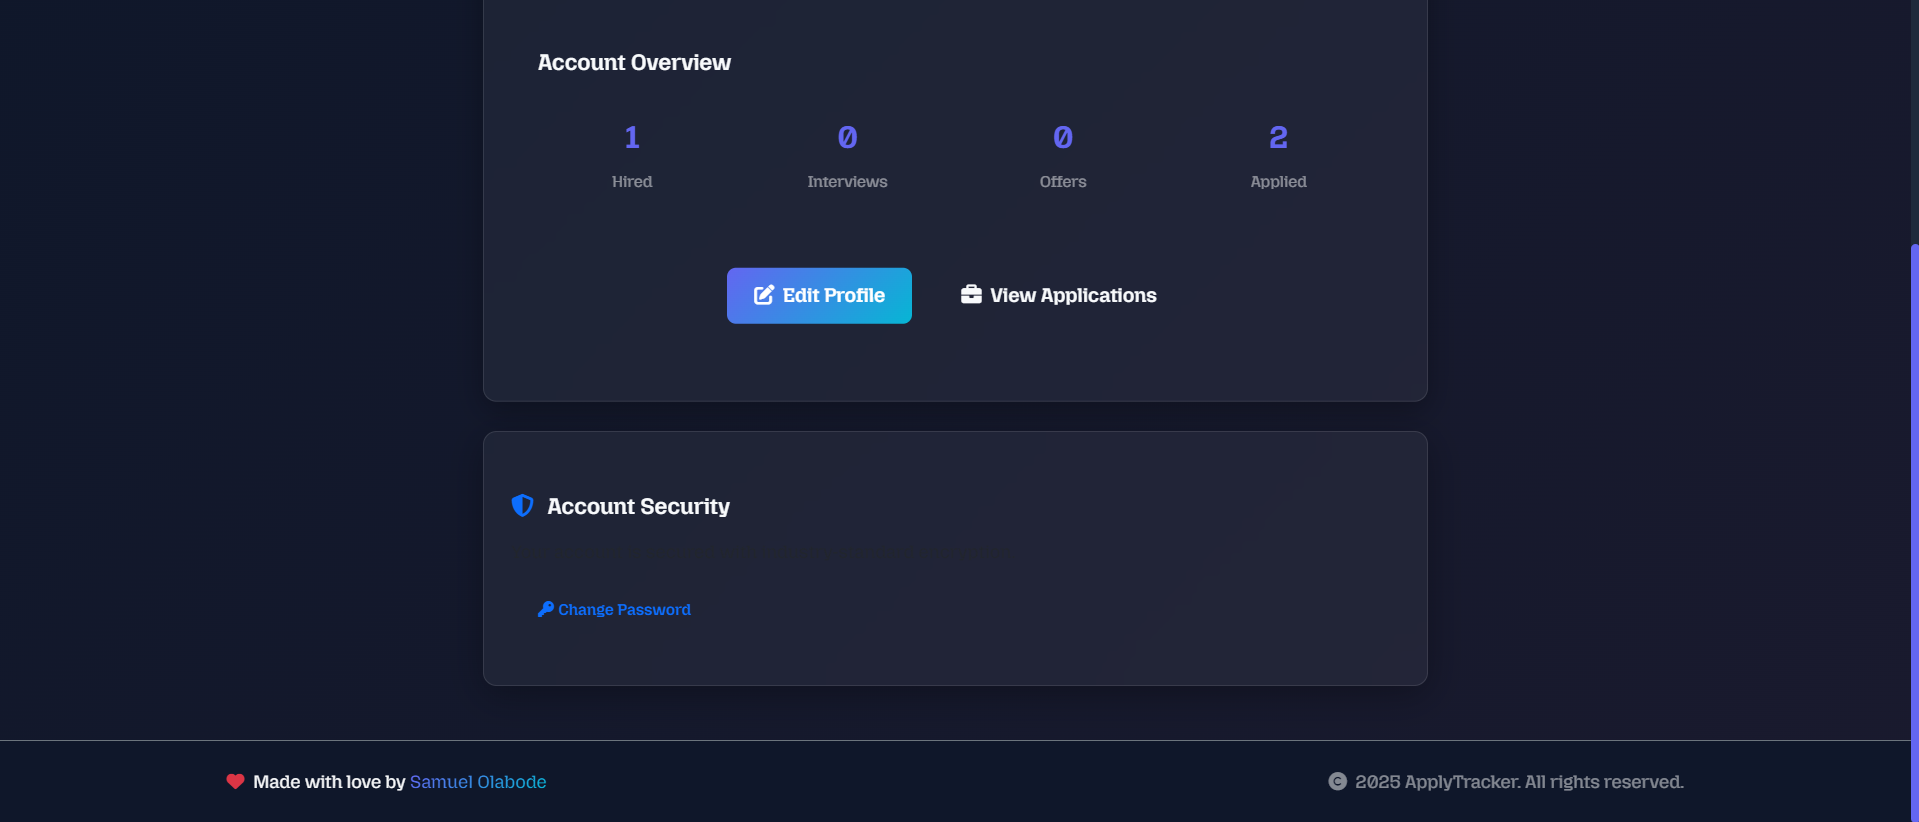 Account Overview
1 0 0 2
Hired Interviews Offers Applied
Edit Profile View Applications
Account Security
Change Password
Made with love by Samuel Olabode
© 2025 ApplyTracker. All rights reserved.